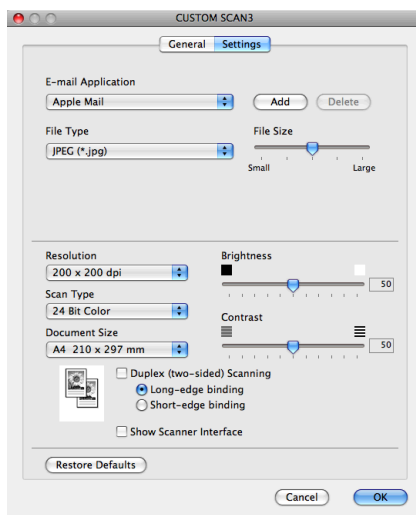 CUSTOM SCAN3
General Settings
E-mail Application
Apple Mail Add Delete
File Type File Size
JPEG (*.jpg)
Small Large
Resolution Brightness
200 x 200 dpi
50
Scan Type
24 Bit Color Contrast
Document Size
A4 210 x 297 mm 50
Duplex (two-sided) Scanning
Long-edge binding
Short-edge binding
Show Scanner Interface
Restore Defaults
Cancel OK